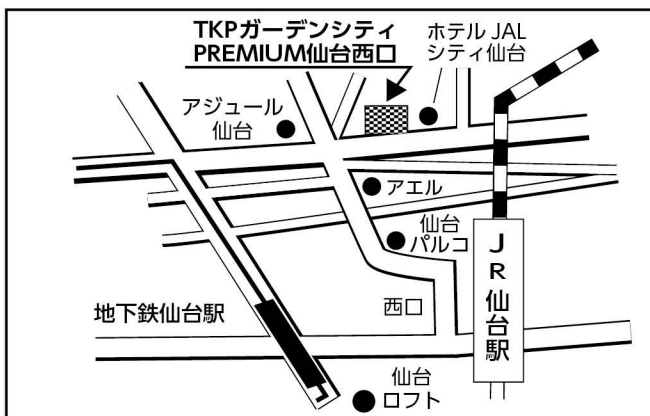 TKPガーデンシティ
PREMIUM仙台西口
ホテル JAL
シティ仙台
アジュール
仙台
アエル
仙台
パルコ
JR仙台駅
西口
地下鉄仙台駅
仙台
ロフト